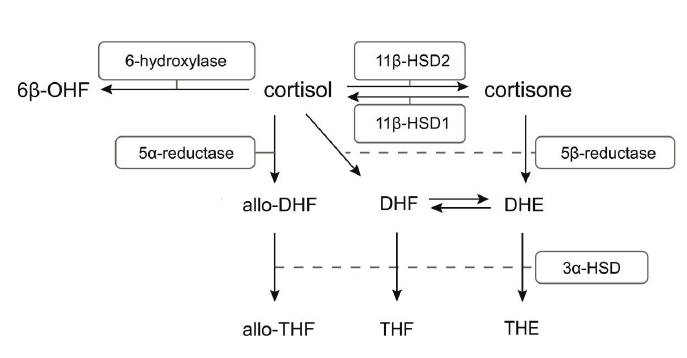 6-hydroxylase
11β-HSD2
6β-OHF
cortisol
cortisone
11β-HSD1
5α-reductase
5β-reductase
allo-DHF
DHF
DHE
3α-HSD
allo-THF
THF
THE